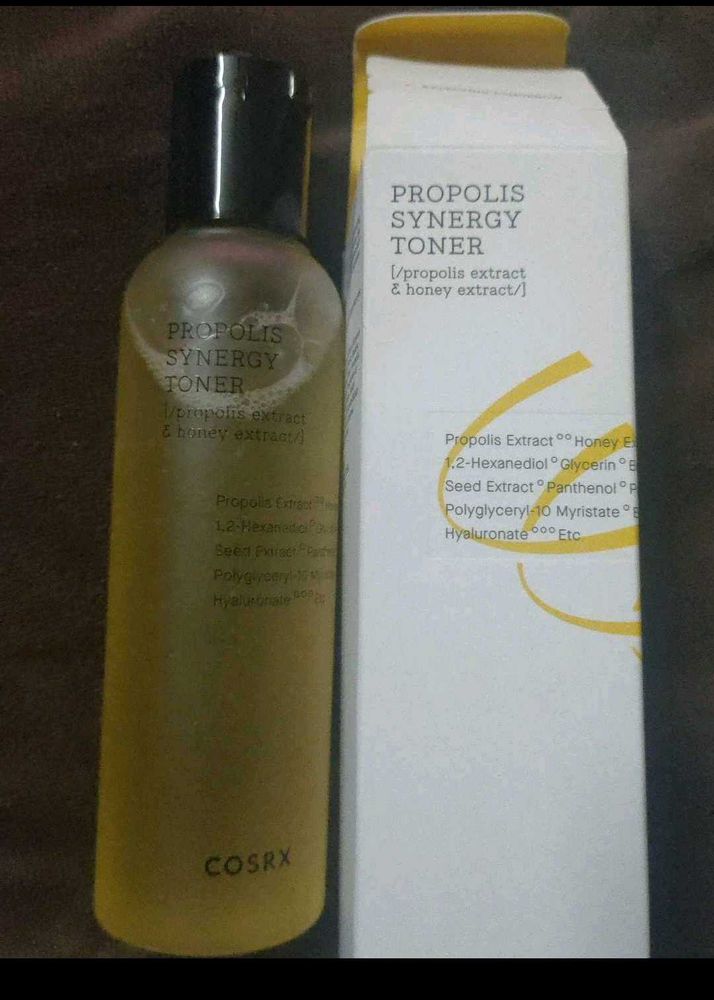 PROPOLIS
SYNERGY
TONER
[/propolis extract
& honey extract/]
Propolis Extract
1,2-Hexanediol
Seed Extract
Polyglyceryl-10
Hyaluronate
COSRX
PROPOLIS
SYNERGY
TONER
[/propolis extract
& honey extract/]
Propolis Extract °° Honey
1,2-Hexanediol ° Glycerin °
Seed Extract ° Panthenol °
Polyglyceryl-10 Myristate °
Hyaluronate °°° Etc.